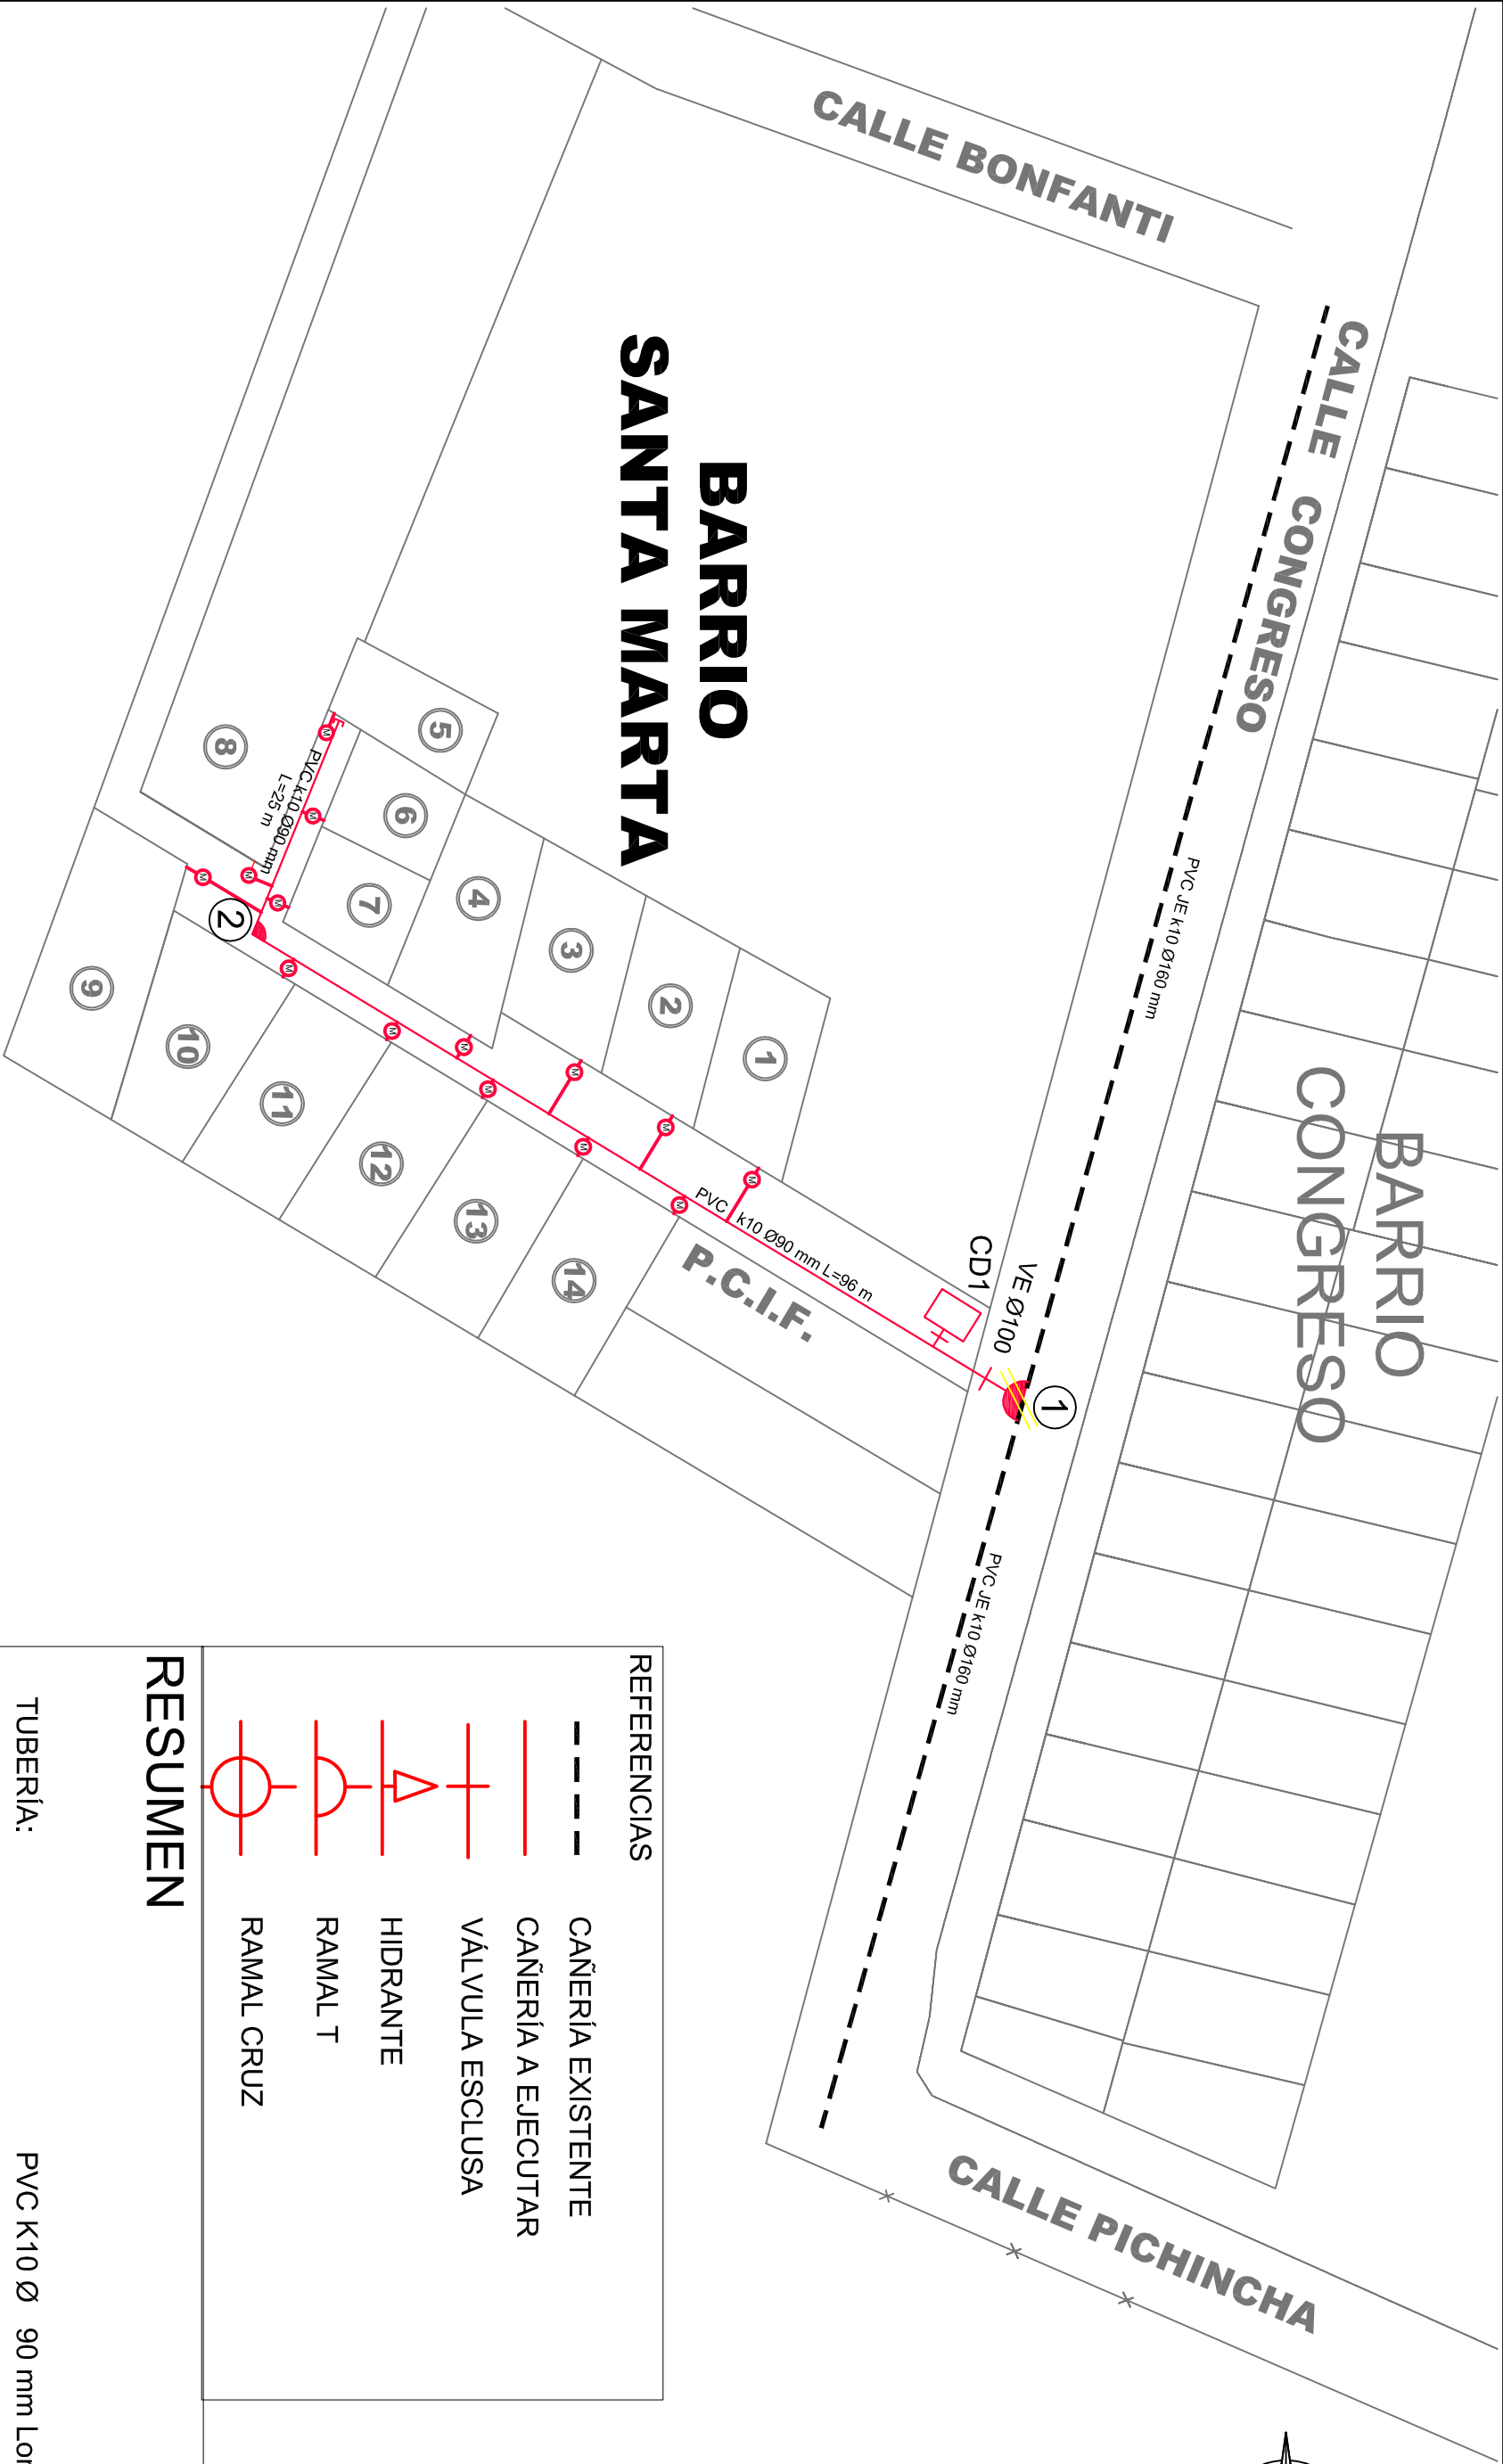 CALLE BONFANTI
CALLE CONGRESO
BARRIO
SANTA MARTA
PVC JE k10 Ø160 mm
BARRIO
CONGRESO
5
6
7
8
PVC k10 Ø90 mm
L=25 m
M
M
M
M
M
2
4
3
2
1
M
M
M
M
M
M
M
M
M
9
10
11
12
13
14
PVC k10 Ø90 mm L=96 m
P.C.I.F.
CD1
VE Ø100
1
PVC JE k10 Ø160 mm
CALLE PICHINCHA
REFERENCIAS
CAÑERÍA EXISTENTE
CAÑERÍA A EJECUTAR
VÁLVULA ESCLUSA
HIDRANTE
RAMAL T
RAMAL CRUZ
RESUMEN
TUBERÍA:
PVC K10 Ø 90 mm